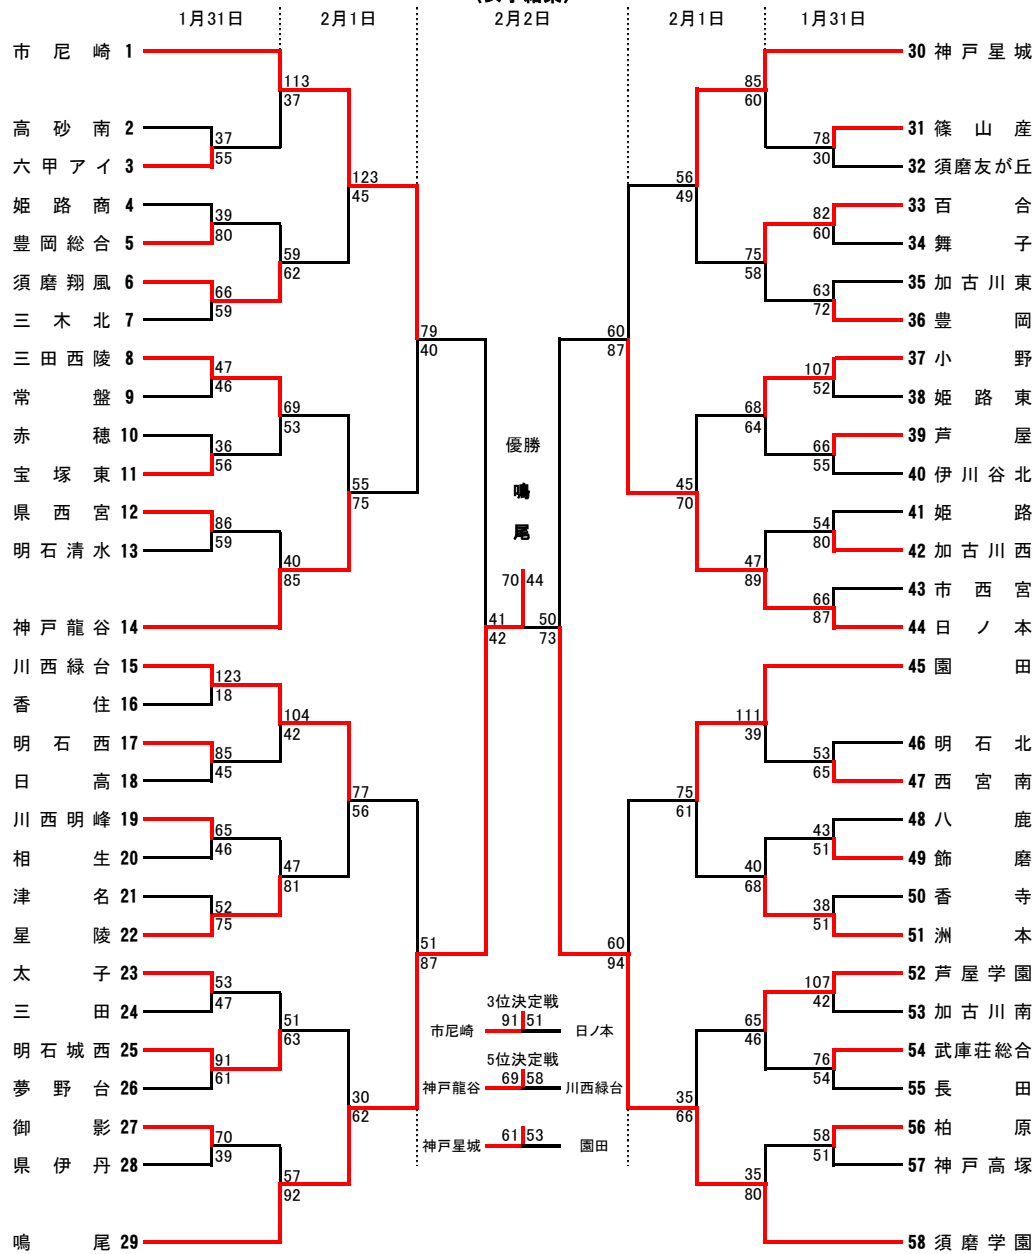 1月31日 2月1日 2月2日 2月1日 1月31日
市尼崎 1
高砂南 2
六甲アイ 3
姫路商 4
豊岡総合 5
須磨翔風 6
三木北 7
三田西陵 8
常盤 9
赤穂 10
宝塚東 11
県西宮 12
明石清水 13
神戸龍谷 14
川西緑台 15
香住 16
明石西 17
日高 18
川西明峰 19
相生 20
津名 21
星陵 22
太子 23
三田 24
明石城西 25
夢野台 26
御影 27
県伊丹 28
鳴尾 29
37
55
39
80
66
59
47
46
36
56
86
59
123
18
85
45
65
46
52
75
53
47
91
61
70
39
113
37
59
62
69
53
40
85
104
42
47
81
51
63
57
92
123
45
55
75
77
56
30
62
79
40
51
87
41
42
優勝
鳴
尾
70 44
50
73
3位決定戦
91 51
市尼崎 日ノ本
5位決定戦
69 58
神戸龍谷 川西緑台
61 53
神戸星城 園田
60
87
60
94
56
49
45
70
75
61
35
66
85
60
75
58
68
64
47
89
111
39
40
68
65
46
35
80
78
30
82
60
63
72
107
52
66
55
54
80
66
87
53
65
43
51
38
51
107
42
76
54
58
51
30 神戸星城
31 篠山産
32 須磨友が丘
33 百合
34 舞子
35 加古川東
36 豊岡
37 小野
38 姫路東
39 芦屋
40 伊川谷北
41 姫路
42 加古川西
43 市西宮
44 日ノ本
45 園田
46 明石北
47 西宮南
48 八鹿
49 飾磨
50 香寺
51 洲本
52 芦屋学園
53 加古川南
54 武庫荘総合
55 長田
56 柏原
57 神戸高塚
58 須磨学園